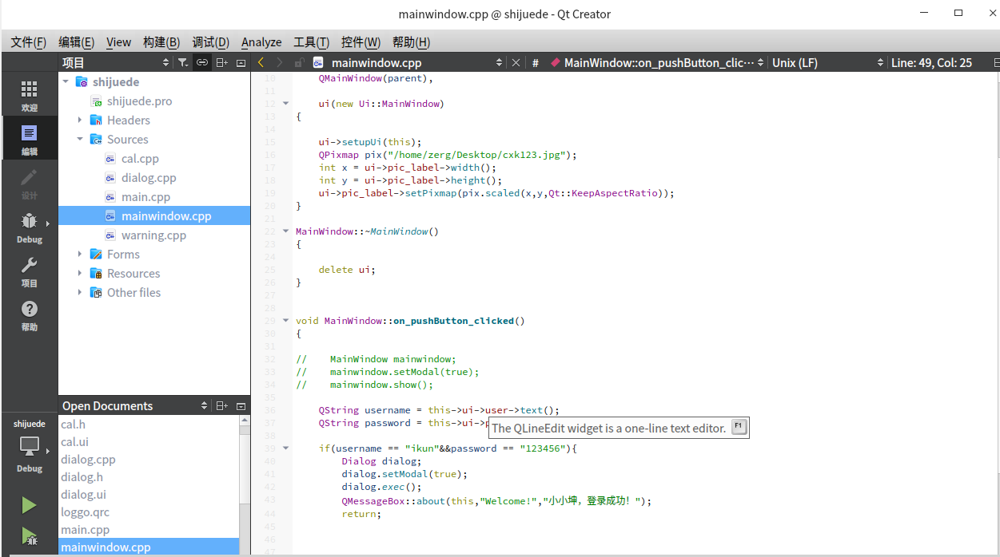 mainwindow.cpp @ shijuede - Qt Creator
文件(F) 编辑(E) View 构建(B) 调试(D) Analyze 工具(T) 控件(W) 帮助(H)
项目
mainwindow.cpp # MainWindow::on_pushButton_clic··· Unix (LF) Line: 49, Col: 25
欢迎
编辑
设计
Debug
项目
帮助
shijuede
Debug
shijuede
shijuede.pro
Headers
Sources
cal.cpp
dialog.cpp
main.cpp
mainwindow.cpp
warning.cpp
Forms
Resources
Other files
Open Documents
cal.h
cal.ui
dialog.cpp
dialog.h
dialog.ui
loggo.qrc
main.cpp
mainwindow.cpp
10 QMainWindow(parent),
11
12 ui(new Ui::MainWindow)
13 {
14
15 ui->setupUi(this);
16 QPixmap pix("/home/zerg/Desktop/cxk123.jpg");
17 int x = ui->pic_label->width();
18 int y = ui->pic_label->height();
19 ui->pic_label->setPixmap(pix.scaled(x,y,Qt::KeepAspectRatio));
20 }
21
22 MainWindow::~MainWindow()
23 {
24
25 delete ui;
26 }
27
28
29 void MainWindow::on_pushButton_clicked()
30 {
31
32 // MainWindow mainwindow;
33 // mainwindow.setModal(true);
34 // mainwindow.show();
35
36 QString username = this->ui->user->text();
37 QString password = this->ui->p
The QLineEdit widget is a one-line text editor. F1
38
39 if(username == "ikun"&&password == "123456"){
40 Dialog dialog;
41 dialog.setModal(true);
42 dialog.exec();
43 QMessageBox::about(this,"Welcome!","小小坤，登录成功！");
44 return;
45
46
47